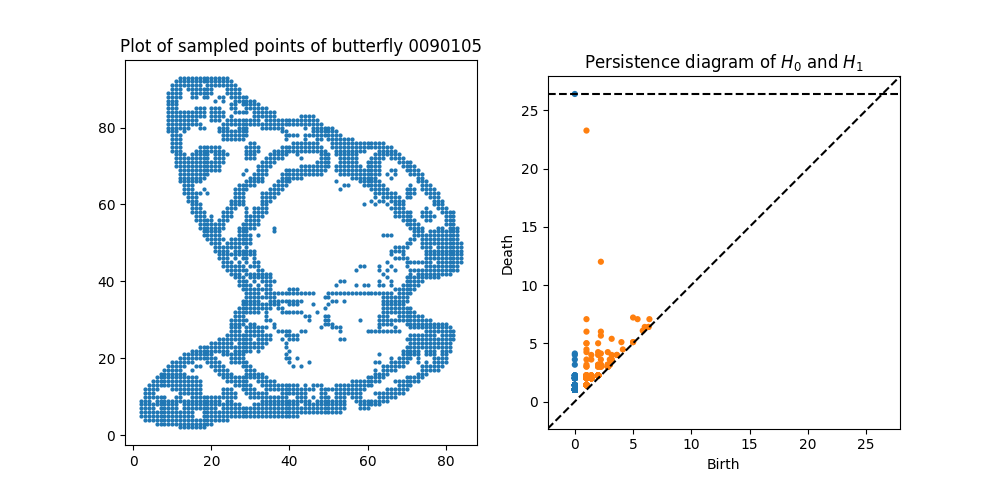 Plot of sampled points of butterfly 0090105
80
60
40
20
0
0 20 40 60 80
Persistence diagram of H₀ and H₁
25
20
15
10
5
0
Death
0 5 10 15 20 25
Birth